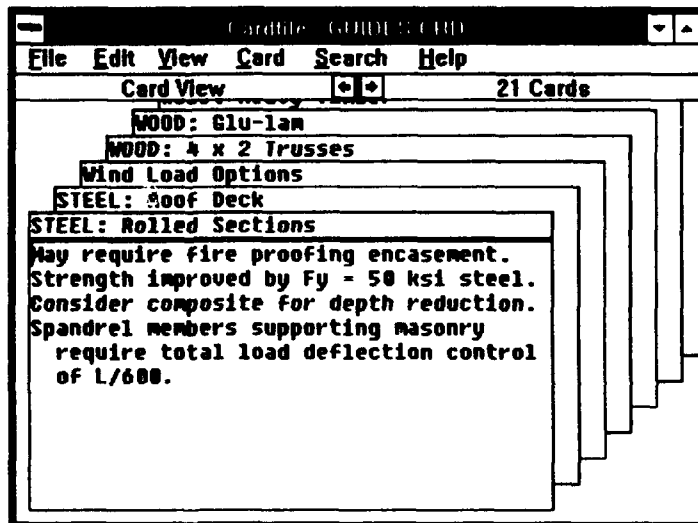 Cardfile - GUIDES.CRD
File Edit View Card Search Help
Card View 21 Cards
WOOD: Glu-lam
WOOD: 4 x 2 Trusses
Wind Load Options
STEEL: Roof Deck
STEEL: Rolled Sections
May require fire proofing encasement.
Strength improved by Fy = 50 ksi steel.
Consider composite for depth reduction.
Spandrel members supporting masonry
require total load deflection control
of L/600.